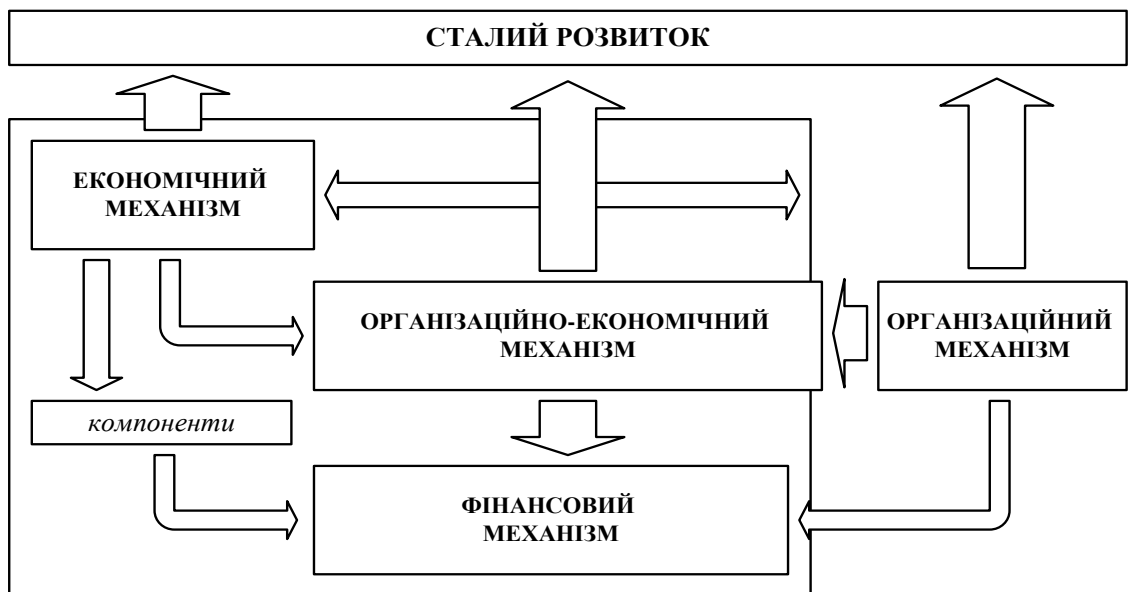 СТАЛИЙ РОЗВИТОК
ЕКОНОМІЧНИЙ
МЕХАНІЗМ
ОРГАНІЗАЦІЙНО-ЕКОНОМІЧНИЙ
МЕХАНІЗМ
ОРГАНІЗАЦІЙНИЙ
МЕХАНІЗМ
компоненти
ФІНАНСОВИЙ
МЕХАНІЗМ